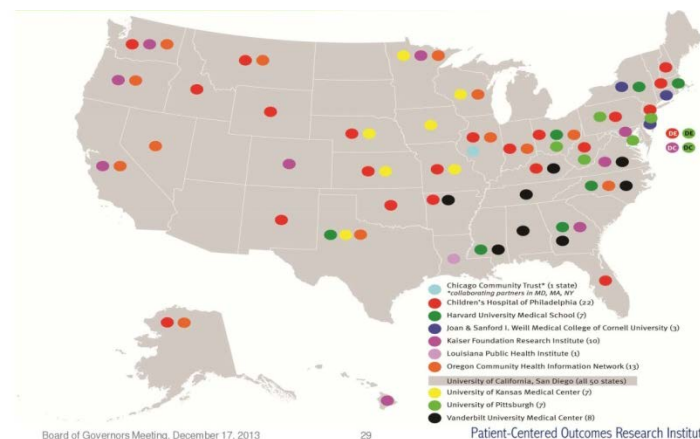 DE DE
DC DC
Chicago Community Trust* (1 state)
*collaborating partners in MD, MA, NY
Children's Hospital of Philadelphia (22)
Harvard University Medical School (7)
Joan & Sanford I. Weill Medical College of Cornell University (3)
Kaiser Foundation Research Institute (10)
Louisiana Public Health Institute (1)
Oregon Community Health Information Network (13)
University of California, San Diego (all 50 states)
University of Kansas Medical Center (7)
University of Pittsburgh (7)
Vanderbilt University Medical Center (8)
Board of Governors Meeting, December 17, 2013 29 Patient-Centered Outcomes Research Institut